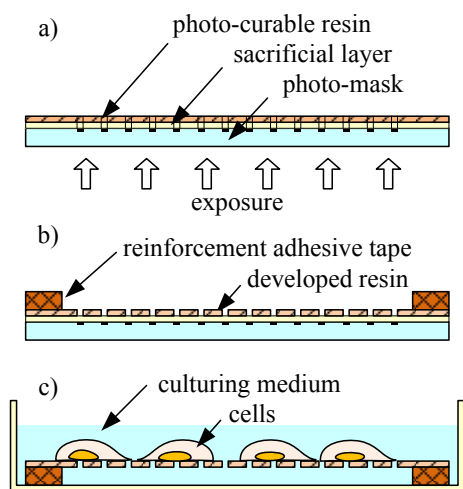 a)
photo-curable resin
sacrificial layer
photo-mask
exposure
b)
reinforcement adhesive tape
developed resin
c)
culturing medium
cells